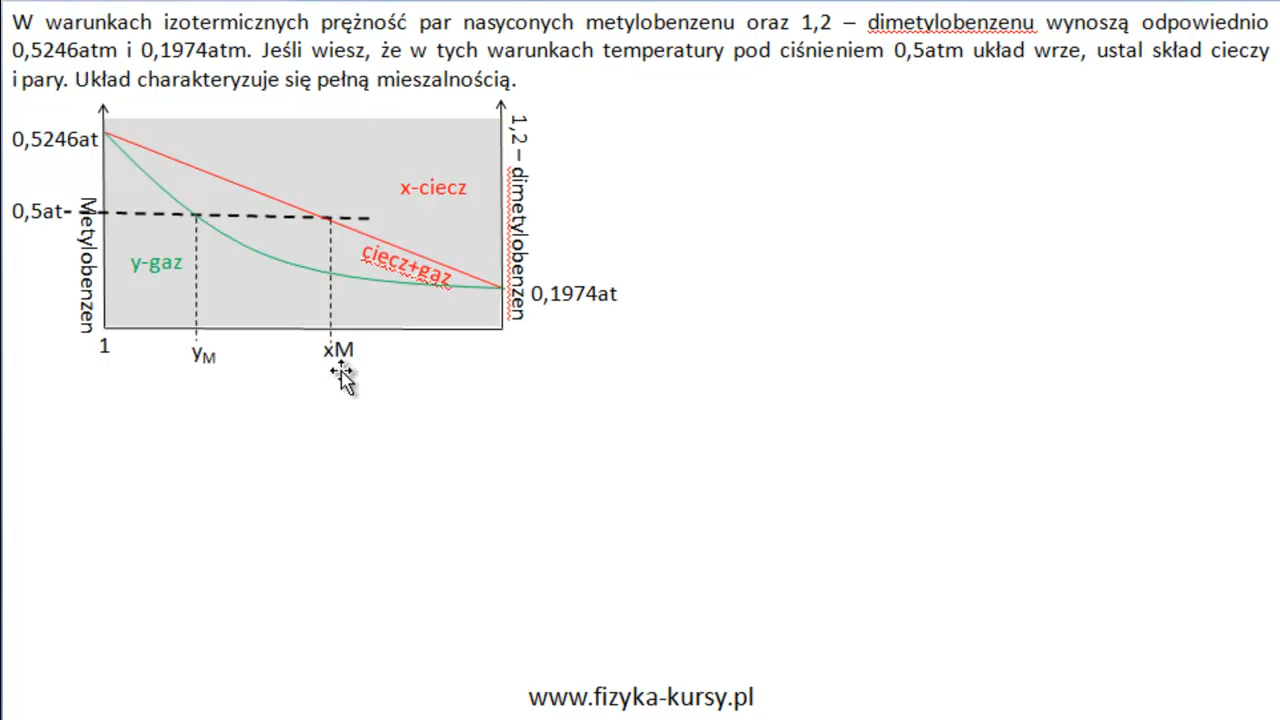 W warunkach izotermicznych prężność par nasyconych metylobenzenu oraz 1,2 – dimetylobenzenu wynoszą odpowiednio
0,5246atm i 0,1974atm. Jeśli wiesz, że w tych warunkach temperatury pod ciśnieniem 0,5atm układ wrze, ustal skład cieczy
i pary. Układ charakteryzuje się pełną mieszalnością.
0,5246at
1,2 – dimetylobenzen
x-ciecz
0,5at
Metylobenzen
y-gaz
ciecz+gaz
0,1974at
1
yM
xM
www.fizyka-kursy.pl